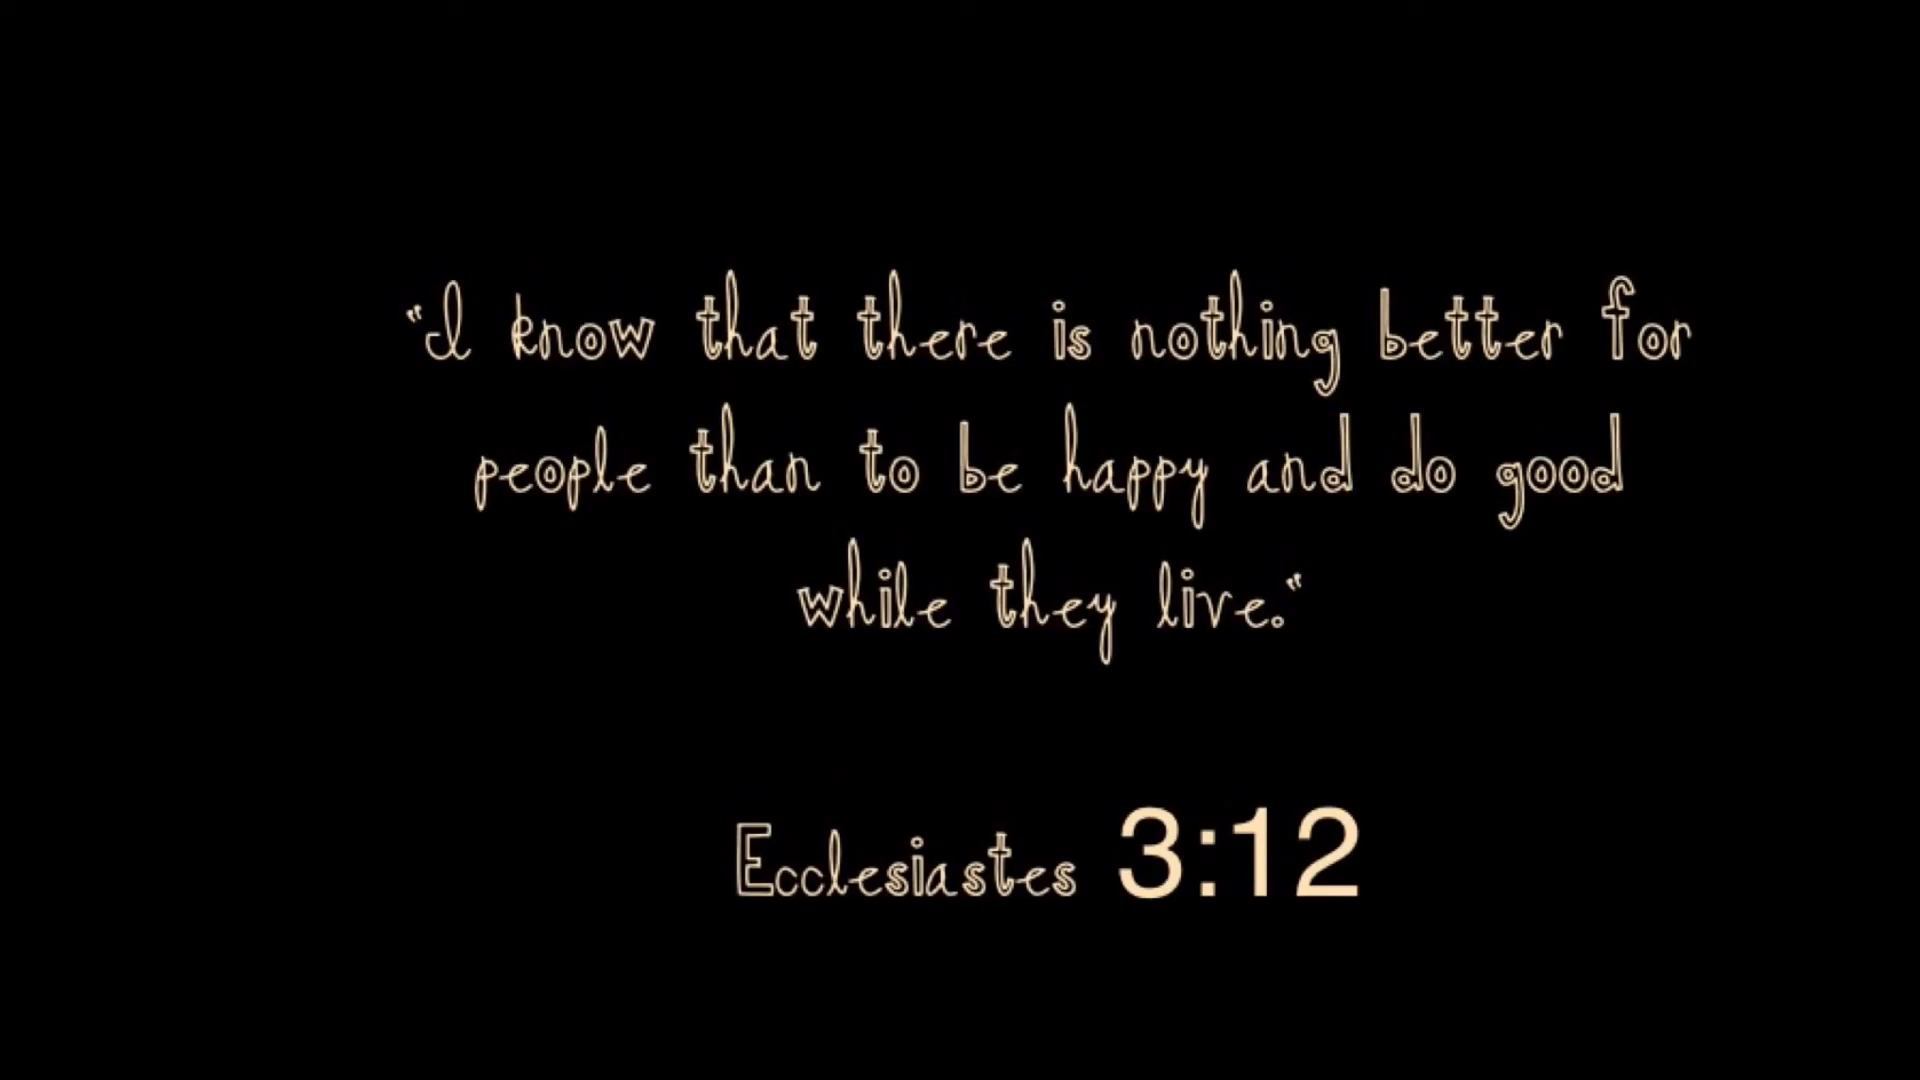 "I know that there is nothing better for
people than to be happy and do good
while they live."
Ecclesiastes 3:12